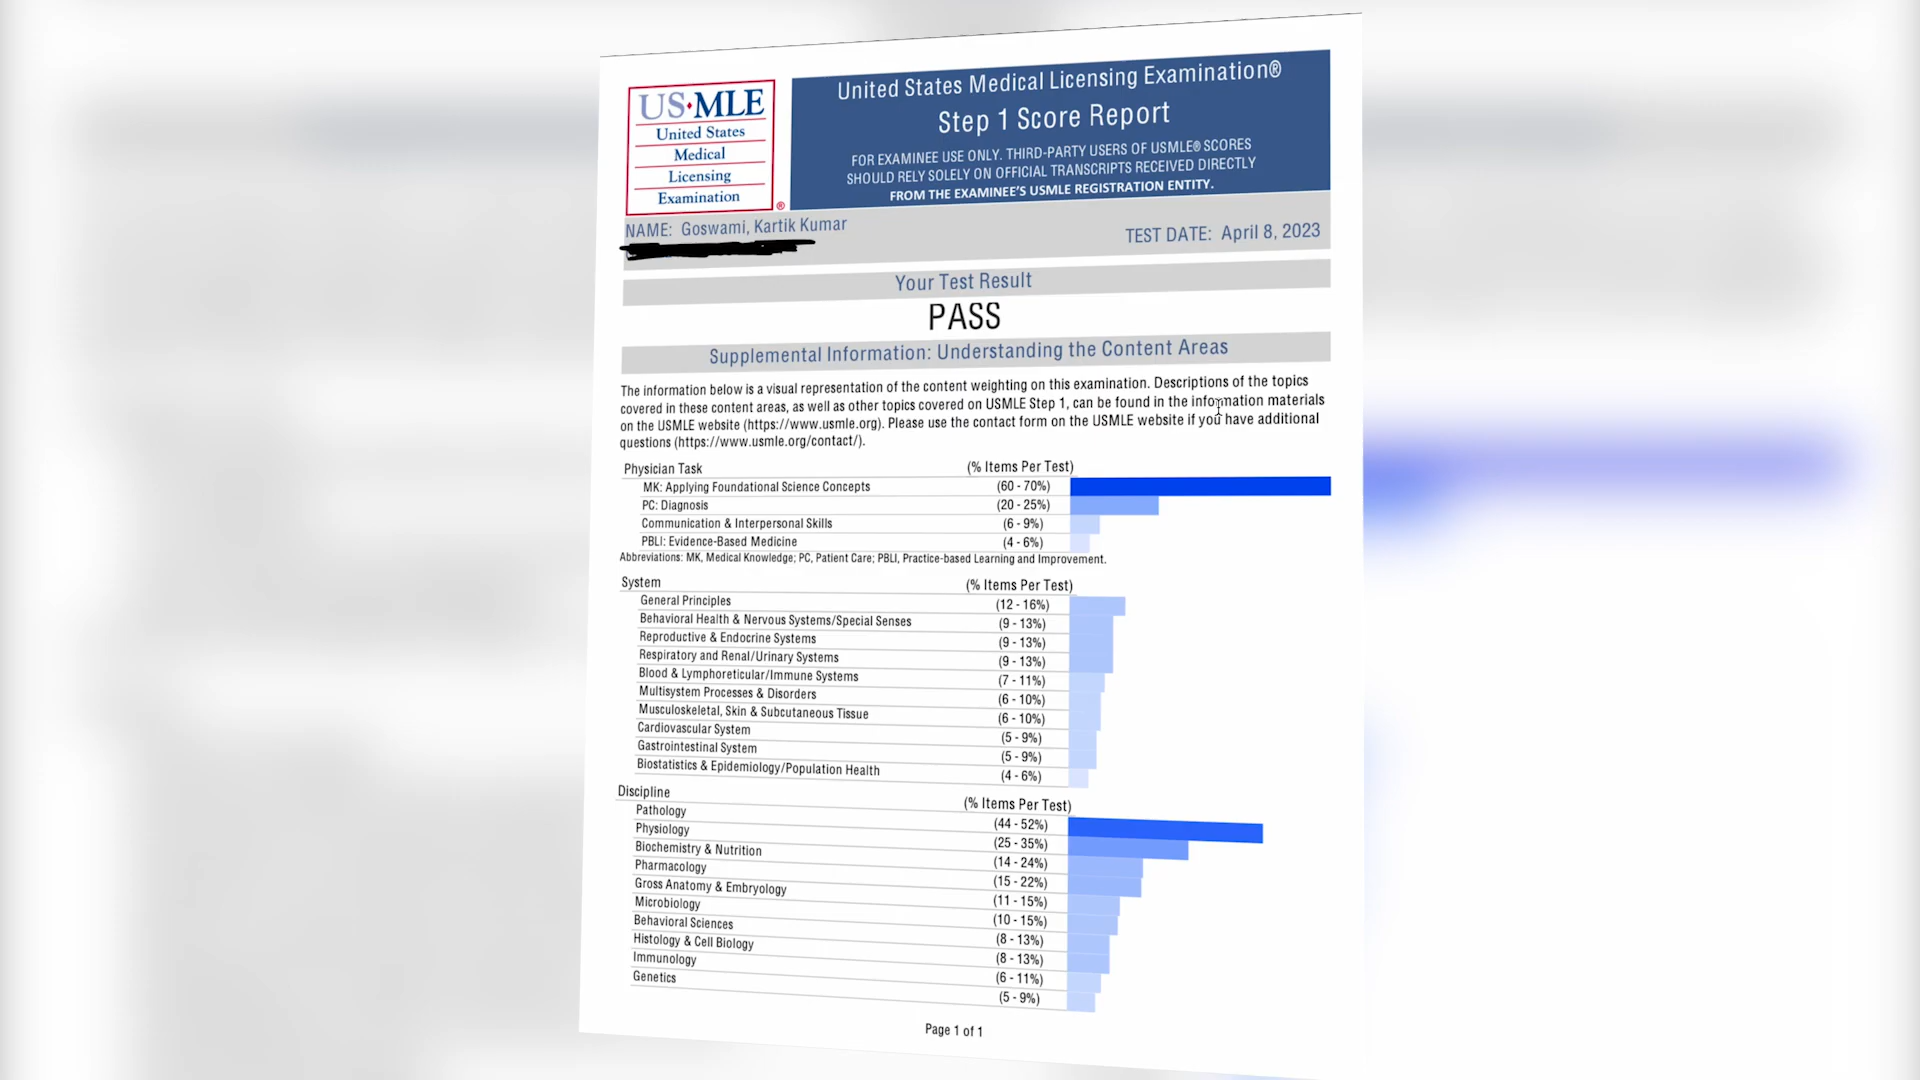 US·MLE
United States
Medical
Licensing
Examination
®
United States Medical Licensing Examination®
Step 1 Score Report
FOR EXAMINEE USE ONLY. THIRD-PARTY USERS OF USMLE® SCORES
SHOULD RELY SOLELY ON OFFICIAL TRANSCRIPTS RECEIVED DIRECTLY
FROM THE EXAMINEE'S USMLE REGISTRATION ENTITY.
NAME: Goswami, Kartik Kumar
TEST DATE: April 8, 2023
Your Test Result
PASS
Supplemental Information: Understanding the Content Areas
The information below is a visual representation of the content weighting on this examination. Descriptions of the topics
covered in these content areas, as well as other topics covered on USMLE Step 1, can be found in the information materials
on the USMLE website (https://www.usmle.org). Please use the contact form on the USMLE website if you have additional
questions (https://www.usmle.org/contact/).
Physician Task (% Items Per Test)
MK: Applying Foundational Science Concepts (60 - 70%)
PC: Diagnosis (20 - 25%)
Communication & Interpersonal Skills (6 - 9%)
PBLI: Evidence-Based Medicine (4 - 6%)
Abbreviations: MK, Medical Knowledge; PC, Patient Care; PBLI, Practice-based Learning and Improvement.
System (% Items Per Test)
General Principles (12 - 16%)
Behavioral Health & Nervous Systems/Special Senses (9 - 13%)
Reproductive & Endocrine Systems (9 - 13%)
Respiratory and Renal/Urinary Systems (9 - 13%)
Blood & Lymphoreticular/Immune Systems (7 - 11%)
Multisystem Processes & Disorders (6 - 10%)
Musculoskeletal, Skin & Subcutaneous Tissue (6 - 10%)
Cardiovascular System (5 - 9%)
Gastrointestinal System (5 - 9%)
Biostatistics & Epidemiology/Population Health (4 - 6%)
Discipline (% Items Per Test)
Pathology (44 - 52%)
Physiology (25 - 35%)
Biochemistry & Nutrition (14 - 24%)
Pharmacology (15 - 22%)
Gross Anatomy & Embryology (11 - 15%)
Microbiology (10 - 15%)
Behavioral Sciences (8 - 13%)
Histology & Cell Biology (8 - 13%)
Immunology (6 - 11%)
Genetics (5 - 9%)
Page 1 of 1